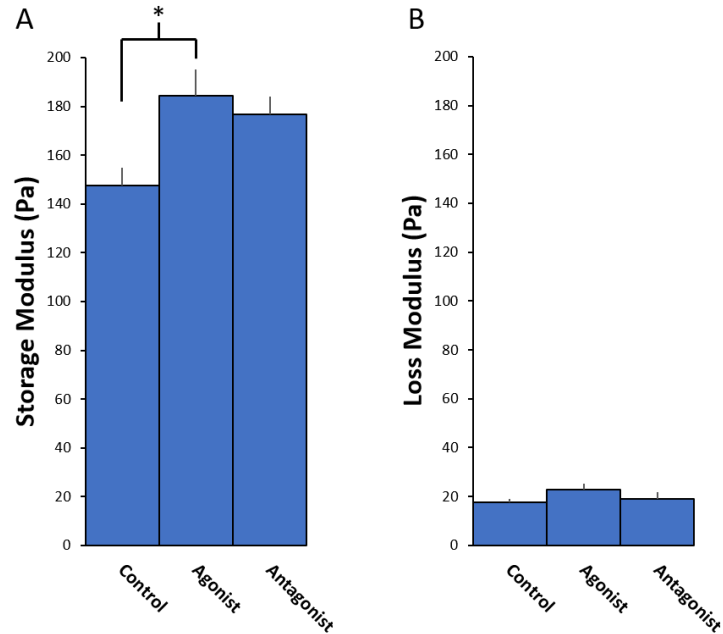 A
*
Storage Modulus (Pa)
200
180
160
140
120
100
80
60
40
20
0
Control
Agonist
Antagonist
B
Loss Modulus (Pa)
200
180
160
140
120
100
80
60
40
20
0
Control
Agonist
Antagonist